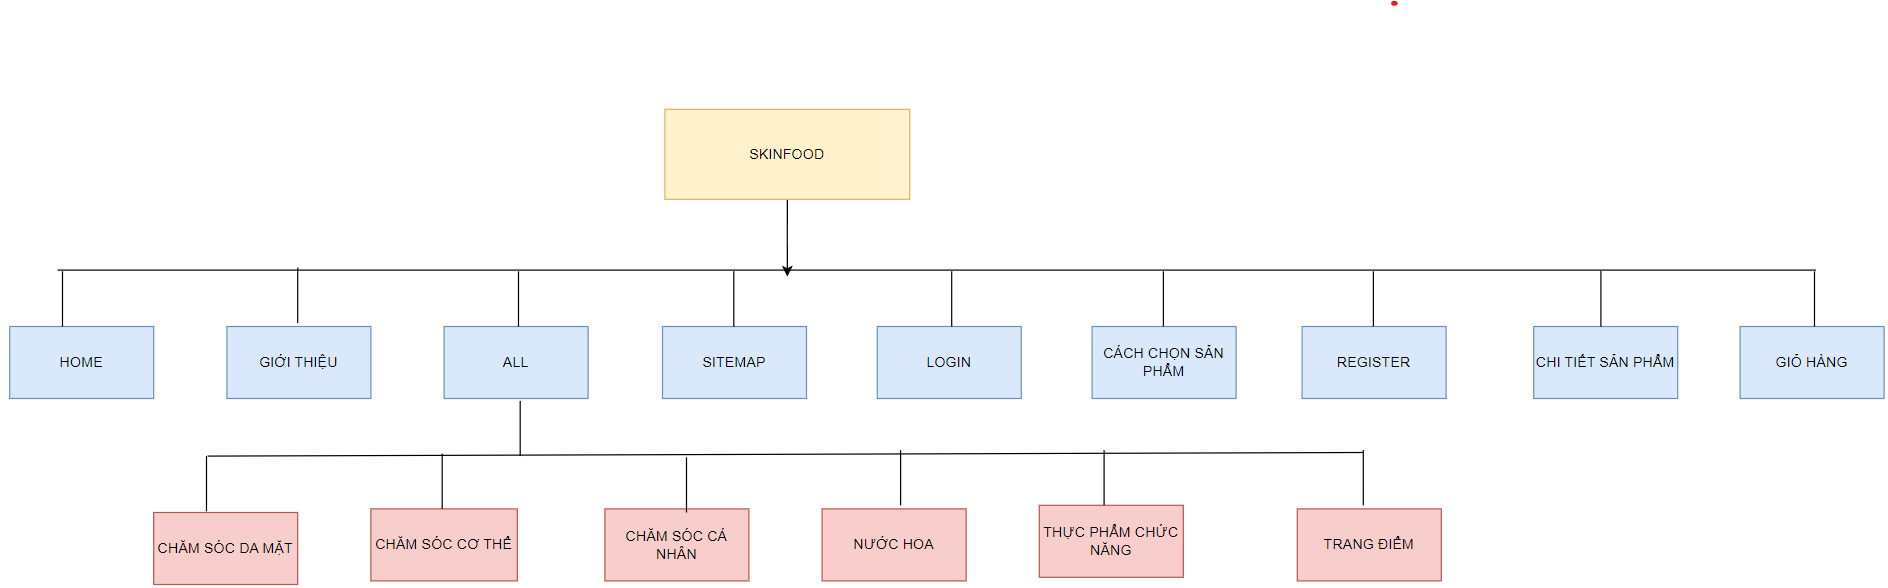 SKINFOOD
HOME
GIỚI THIỆU
ALL
SITEMAP
LOGIN
CÁCH CHỌN SẢN
PHẨM
REGISTER
CHI TIẾT SẢN PHẨM
GIỎ HÀNG
CHĂM SÓC DA MẶT
CHĂM SÓC CƠ THỂ
CHĂM SÓC CÁ
NHÂN
NƯỚC HOA
THỰC PHẨM CHỨC
NĂNG
TRANG ĐIỂM